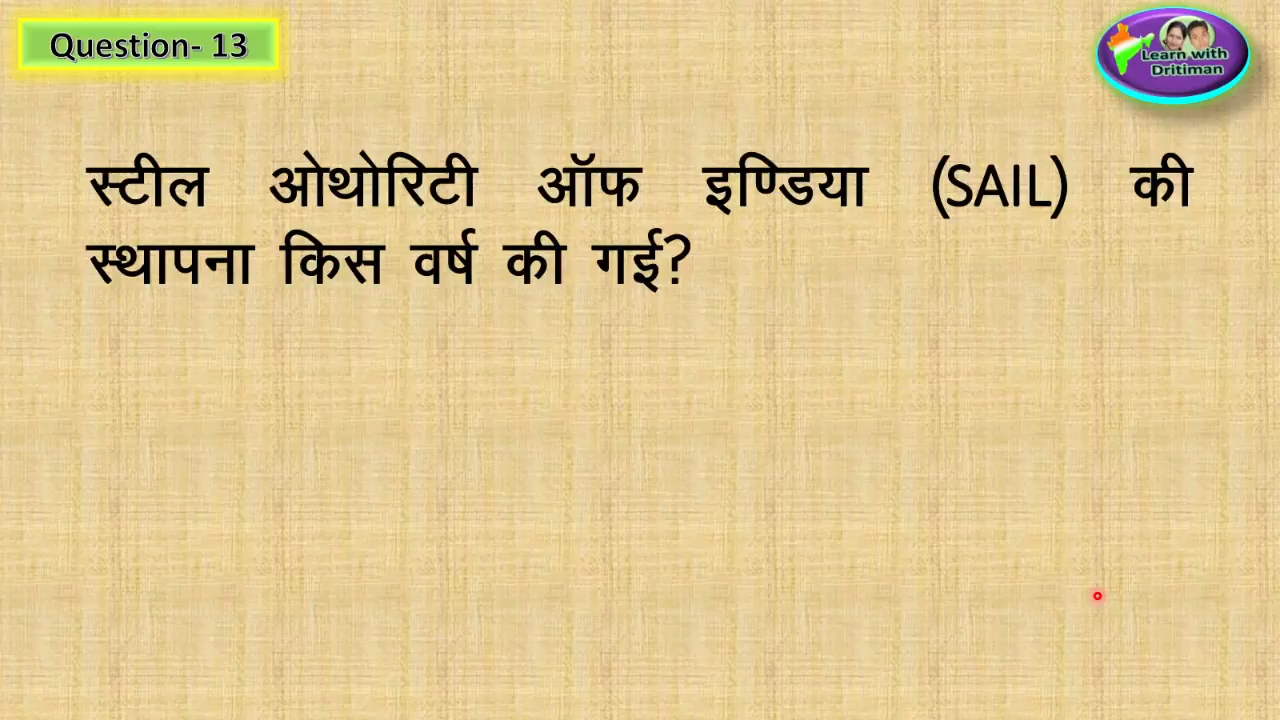 Question- 13
Learn with
Dritiman
स्टील ओथोरिटी ऑफ इण्डिया (SAIL) की
स्थापना किस वर्ष की गई?